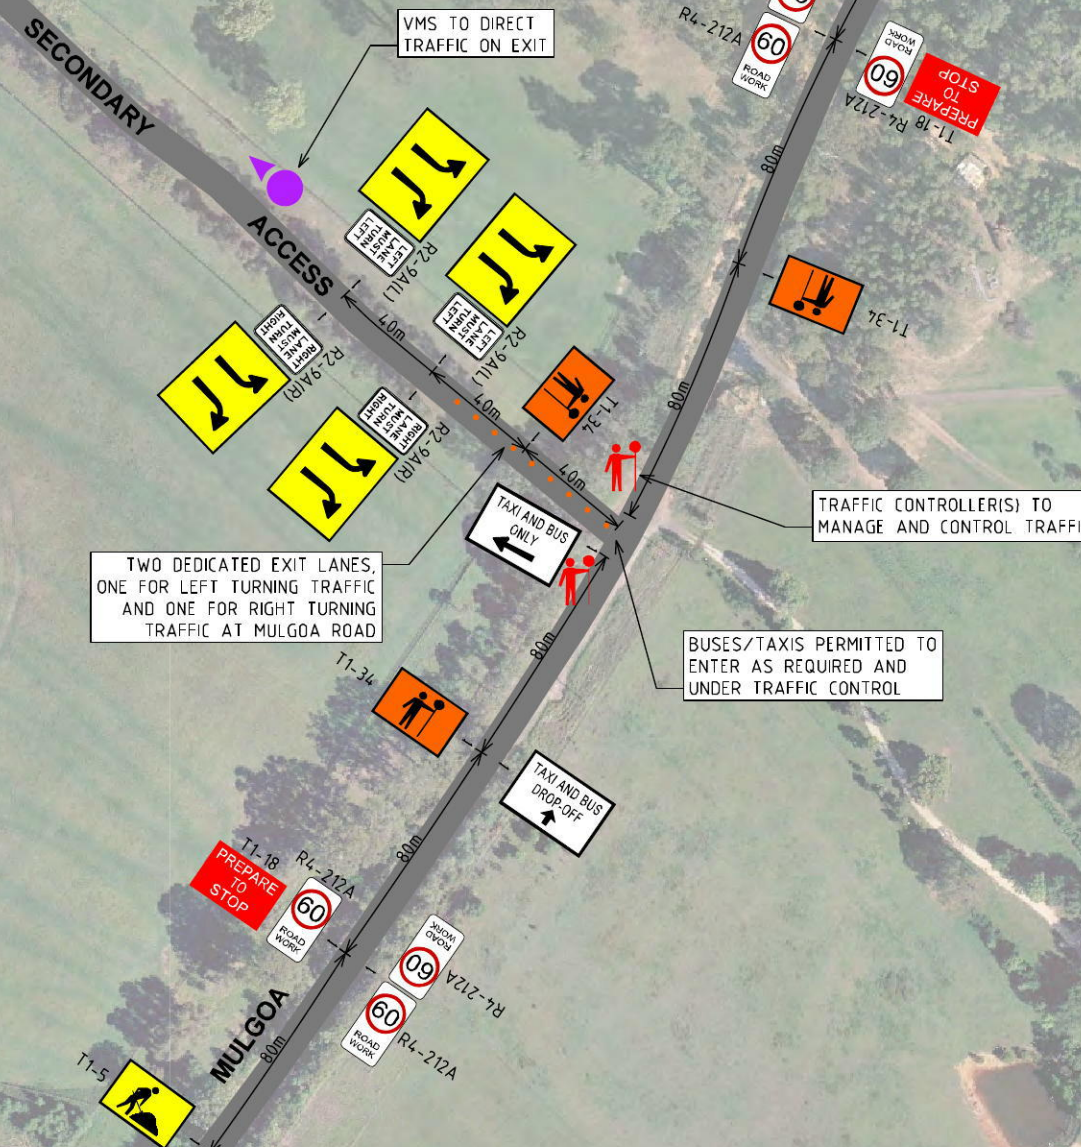 VMS TO DIRECT
TRAFFIC ON EXIT
R4-212A
60
ROAD
WORK
60
ROAD
WORK
R4-212A
PREPARE
TO
STOP
T1-18
SECONDARY
ACCESS
80m
LEFT
LANE
MUST
TURN
LEFT
R2-9A(L)
LEFT
LANE
MUST
TURN
LEFT
R2-9A(L)
T1-34
RIGHT
LANE
MUST
TURN
RIGHT
R2-9A(R)
RIGHT
LANE
MUST
TURN
RIGHT
R2-9A(R)
40m
40m
40m
T1-34
80m
TAXI AND BUS
ONLY
TRAFFIC CONTROLLER(S) TO
MANAGE AND CONTROL TRAFFI
TWO DEDICATED EXIT LANES,
ONE FOR LEFT TURNING TRAFFIC
AND ONE FOR RIGHT TURNING
TRAFFIC AT MULGOA ROAD
BUSES/TAXIS PERMITTED TO
ENTER AS REQUIRED AND
UNDER TRAFFIC CONTROL
80m
T1-34
TAXI AND BUS
DROP-OFF
80m
T1-18
PREPARE
TO
STOP
R4-212A
60
ROAD
WORK
60
ROAD
WORK
R4-212A
60
ROAD
WORK
R4-212A
MULGOA
80m
T1-5